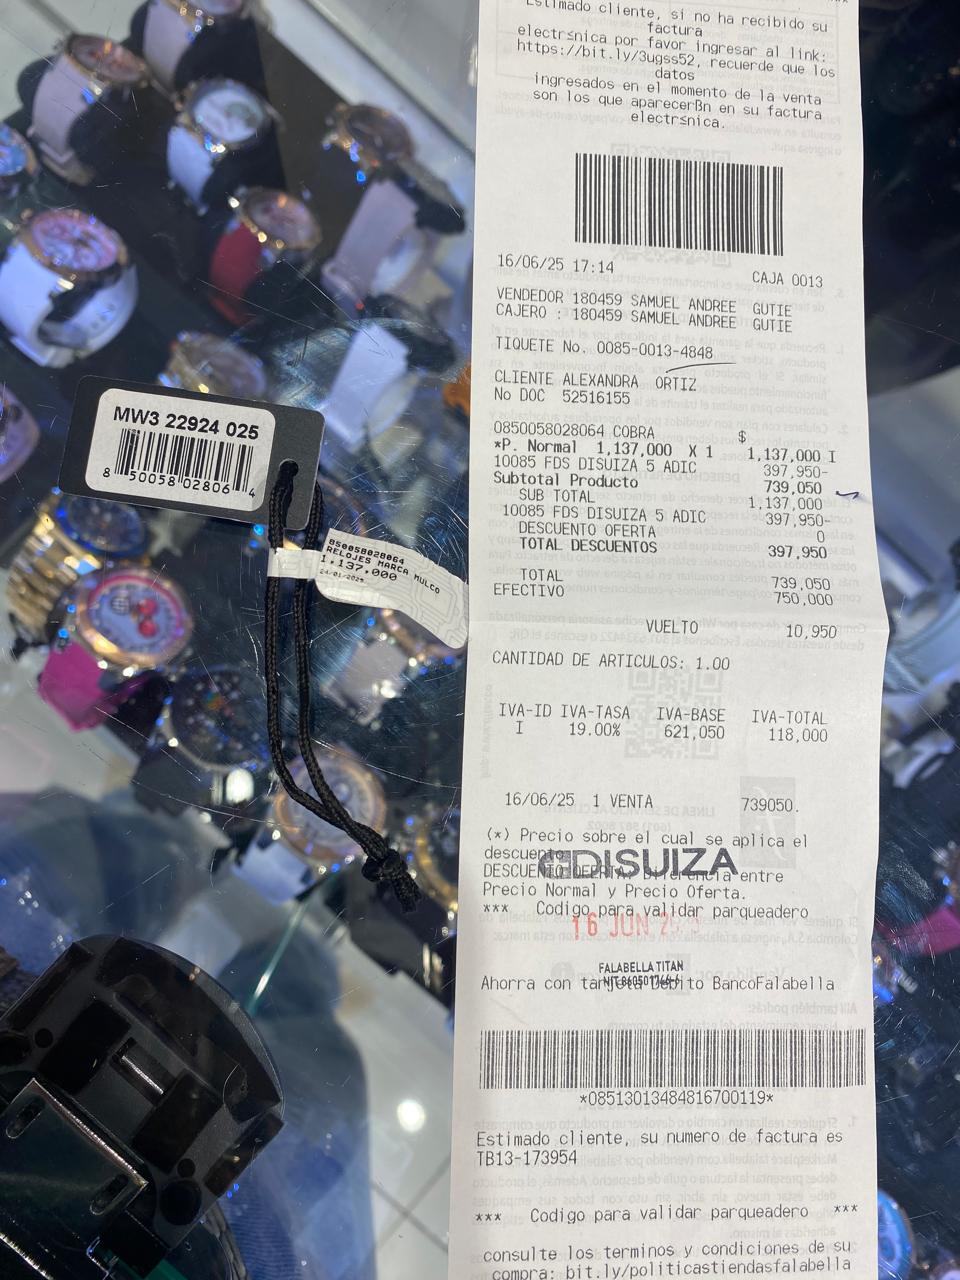 Estimado cliente, si no ha recibido su
factura
electr≤nica por favor ingresar al link:
https://bit.ly/3ugss52, recuerde que los
datos
ingresados en el momento de la venta
son los que aparecerßn en su factura
electr≤nica.
16/06/25 17:14 CAJA 0013
VENDEDOR 180459 SAMUEL ANDREE GUTIE
CAJERO : 180459 SAMUEL ANDREE GUTIE
TIQUETE No. 0085-0013-4848
CLIENTE ALEXANDRA ORTIZ
No DOC 52516155
0850058028064 COBRA $
*P. Normal 1,137,000 X 1 1,137,000 I
10085 FDS DISUIZA 5 ADIC 397,950-
Subtotal Producto 739,050
SUB TOTAL 1,137,000
10085 FDS DISUIZA 5 ADIC 397,950-
DESCUENTO OFERTA 0
TOTAL DESCUENTOS 397,950
TOTAL 739,050
EFECTIVO 750,000
VUELTO 10,950
CANTIDAD DE ARTICULOS: 1.00
IVA-ID IVA-TASA IVA-BASE IVA-TOTAL
I 19.00% 621,050 118,000
16/06/25 1 VENTA 739050.
(*) Precio sobre el cual se aplica el
descuento
DISUIZA
DESCUENTO OFERTA: Diferencia entre
Precio Normal y Precio Oferta.
*** Codigo para validar parqueadero
16 JUN
FALABELLA TITAN
Ahorra con tarjeta Debito BancoFalabella
*08513013484816700119*
Estimado cliente, su numero de factura es
TB13-173954
*** Codigo para validar parqueadero ***
consulte los terminos y condiciones de su
compra: bit.ly/politicastiendasfalabella
MW3 22924 025
8 50058 02806 4
850058028064
RELOJES MARCA MULCO
1.137.000
24/01/2025